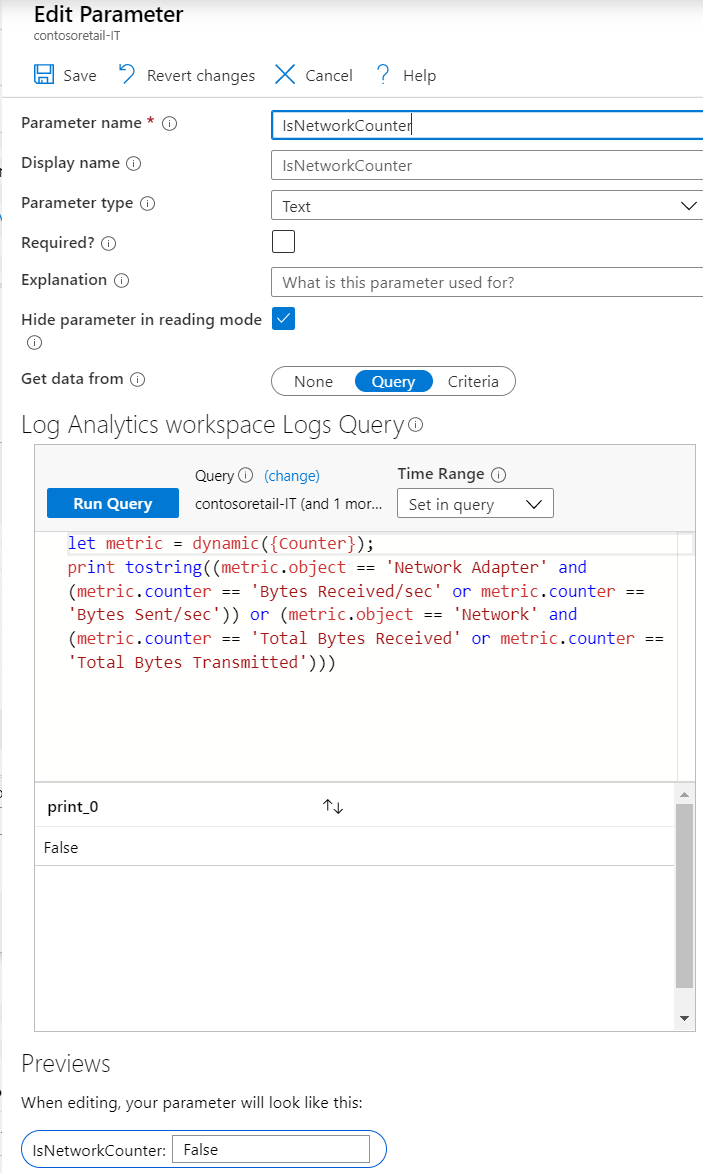 Edit Parameter
contosoretail-IT
Save Revert changes Cancel ? Help
Parameter name * IsNetworkCounter
Display name IsNetworkCounter
Parameter type Text
Required?
Explanation What is this parameter used for?
Hide parameter in reading mode
Get data from None Query Criteria
Log Analytics workspace Logs Query
Query (change) Time Range
Run Query contosoretail-IT (and 1 mor... Set in query
let metric = dynamic({Counter});
print tostring((metric.object == 'Network Adapter' and
(metric.counter == 'Bytes Received/sec' or metric.counter ==
'Bytes Sent/sec')) or (metric.object == 'Network' and
(metric.counter == 'Total Bytes Received' or metric.counter ==
'Total Bytes Transmitted')))
print_0
False
Previews
When editing, your parameter will look like this:
IsNetworkCounter: False